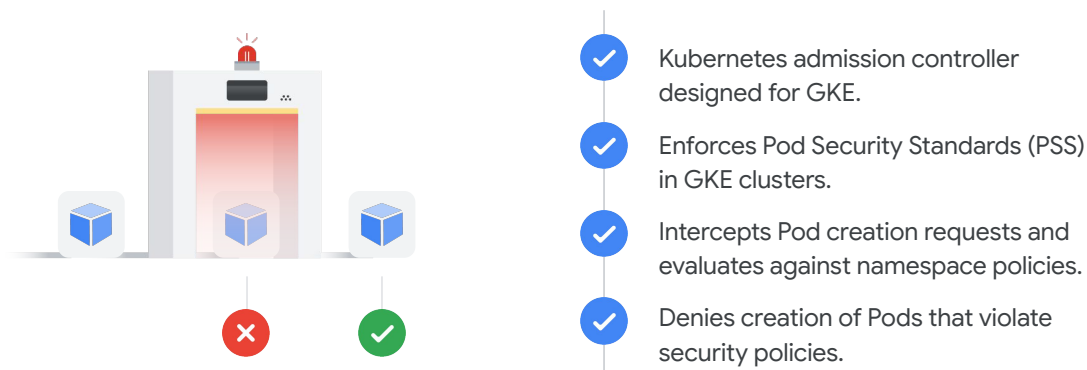 Kubernetes admission controller
designed for GKE.
Enforces Pod Security Standards (PSS)
in GKE clusters.
Intercepts Pod creation requests and
evaluates against namespace policies.
Denies creation of Pods that violate
security policies.